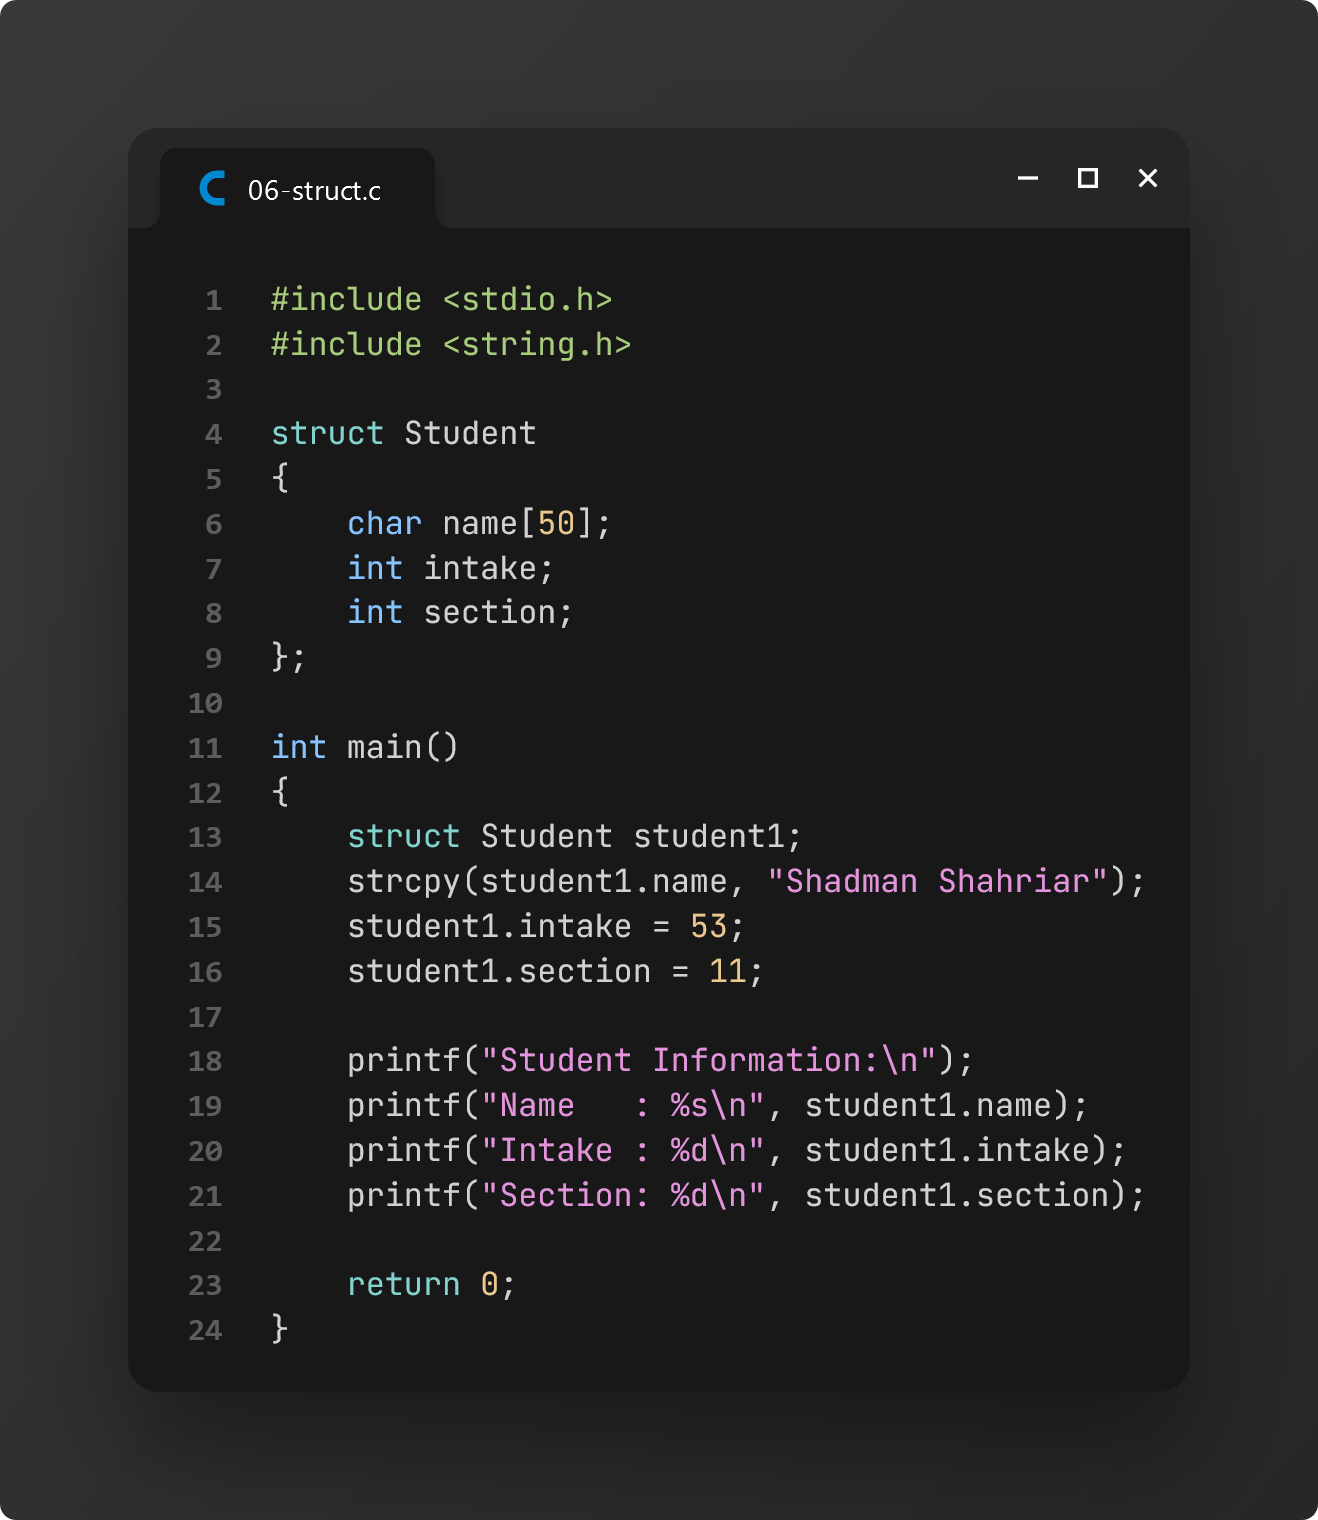 06-struct.c
1 #include <stdio.h>
2 #include <string.h>
3
4 struct Student
5 {
6     char name[50];
7     int intake;
8     int section;
9 };
10
11 int main()
12 {
13     struct Student student1;
14     strcpy(student1.name, "Shadman Shahriar");
15     student1.intake = 53;
16     student1.section = 11;
17
18     printf("Student Information:\n");
19     printf("Name   : %s\n", student1.name);
20     printf("Intake : %d\n", student1.intake);
21     printf("Section: %d\n", student1.section);
22
23     return 0;
24 }